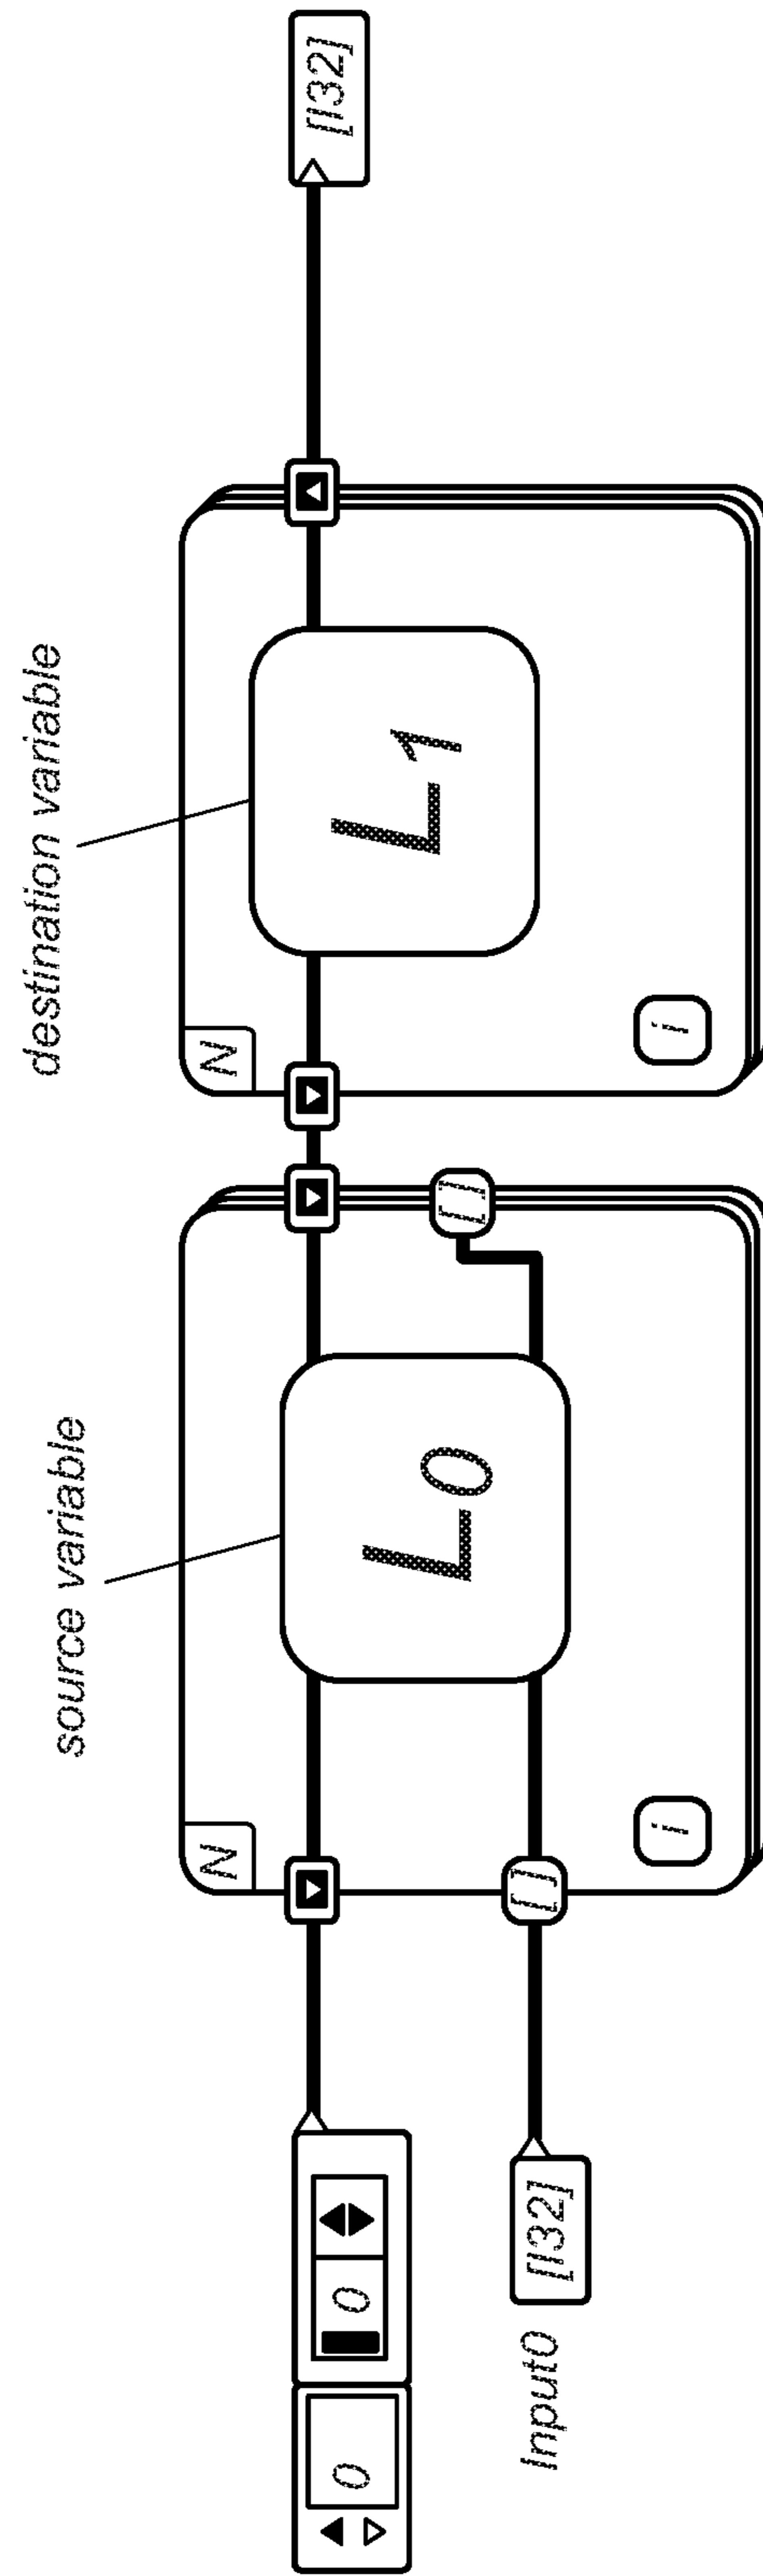 source variable
destination variable
N
N
0
0
L0
L1
[I32]
Input0
[I32]
[ ]
[ ]
i
i